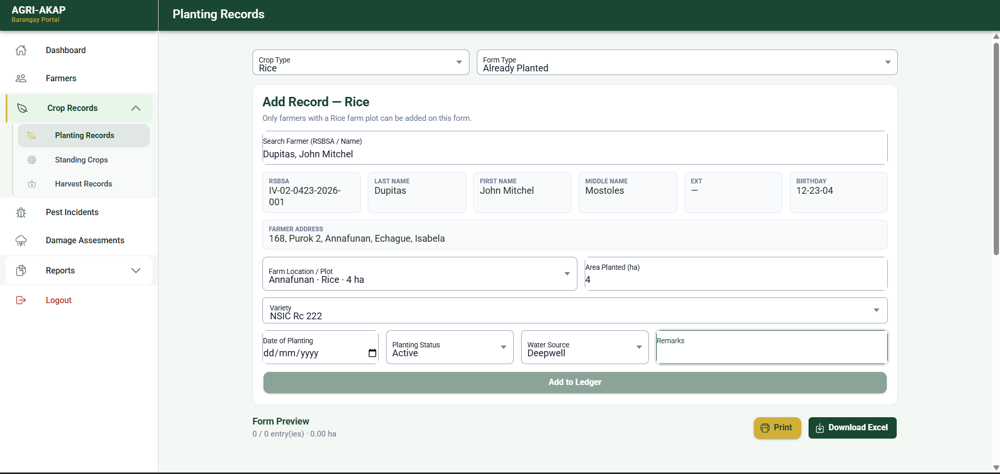 AGRI-AKAP
Barangay Portal
Planting Records
Dashboard
Farmers
Crop Records
Planting Records
Standing Crops
Harvest Records
Pest Incidents
Damage Assesments
Reports
Logout
Crop Type
Rice
Form Type
Already Planted
Add Record — Rice
Only farmers with a Rice farm plot can be added on this form.
Search Farmer (RSBSA / Name)
Dupitas, John Mitchel
RSBSA
IV-02-0423-2026-
001
LAST NAME
Dupitas
FIRST NAME
John Mitchel
MIDDLE NAME
Mostoles
EXT
—
BIRTHDAY
12-23-04
FARMER ADDRESS
168, Purok 2, Annafunan, Echague, Isabela
Farm Location / Plot
Annafunan · Rice · 4 ha
Area Planted (ha)
4
Variety
NSIC Rc 222
Date of Planting
dd/mm/yyyy
Planting Status
Active
Water Source
Deepwell
Remarks
Add to Ledger
Form Preview
0 / 0 entry(ies) · 0.00 ha
Print
Download Excel